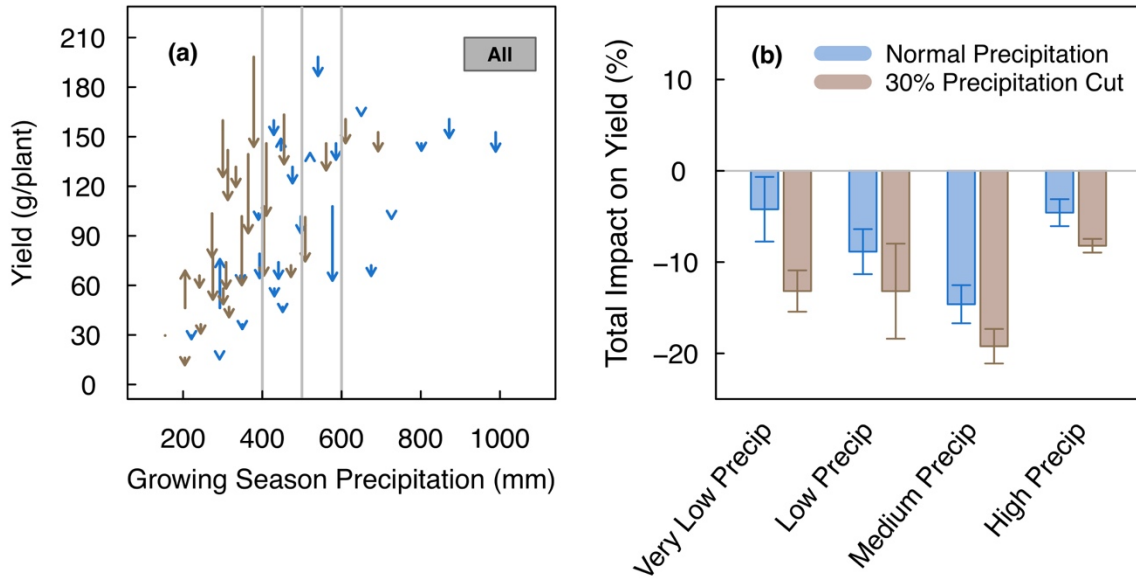 (a)
All
210
180
150
120
90
60
30
0
Yield (g/plant)
200 400 600 800 1000
Growing Season Precipitation (mm)
(b)
Normal Precipitation
30% Precipitation Cut
10
0
−10
−20
Total Impact on Yield (%)
Very Low Precip
Low Precip
Medium Precip
High Precip